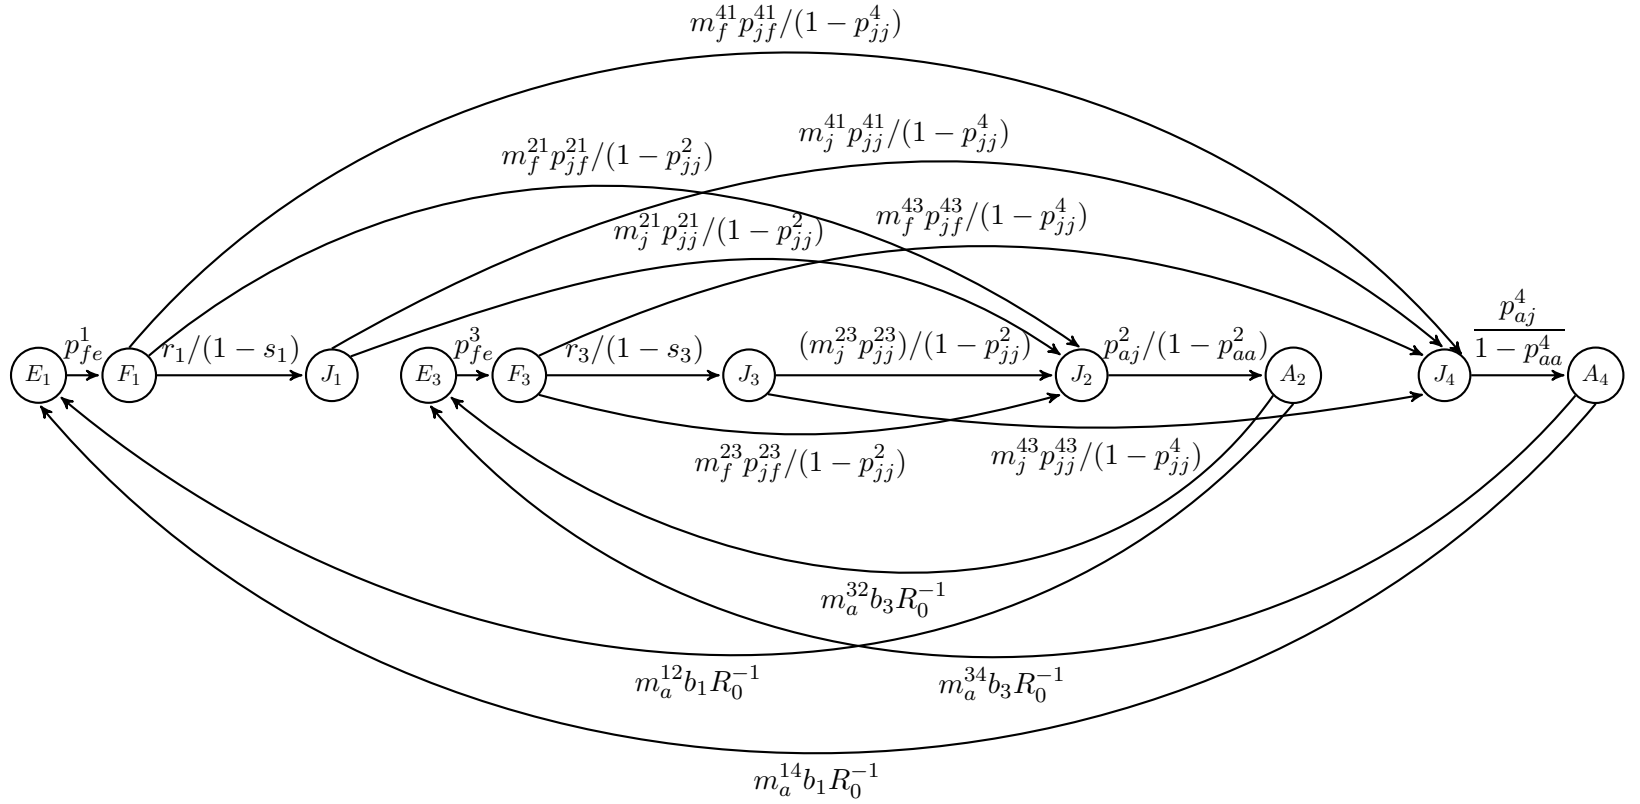 $m_f^{41} p_{jf}^{41}/(1 - p_{jj}^4)$
$m_j^{41} p_{jj}^{41}/(1 - p_{jj}^4)$
$m_f^{21} p_{jf}^{21}/(1 - p_{jj}^2)$
$m_f^{43} p_{jf}^{43}/(1 - p_{jj}^4)$
$m_j^{21} p_{jj}^{21}/(1 - p_{jj}^2)$
$E_1$ $p_{fe}^1$ $F_1$ $r_1/(1 - s_1)$ $J_1$ $E_3$ $p_{fe}^3$ $F_3$ $r_3/(1 - s_3)$ $J_3$ $(m_j^{23} p_{jj}^{23})/(1 - p_{jj}^2)$ $J_2$ $p_{aj}^2/(1 - p_{aa}^2)$ $A_2$ $J_4$ $\frac{p_{aj}^4}{1 - p_{aa}^4}$ $A_4$
$m_f^{23} p_{jf}^{23}/(1 - p_{jj}^2)$ $m_j^{43} p_{jj}^{43}/(1 - p_{jj}^4)$
$m_a^{32} b_3 R_0^{-1}$
$m_a^{12} b_1 R_0^{-1}$ $m_a^{34} b_3 R_0^{-1}$
$m_a^{14} b_1 R_0^{-1}$